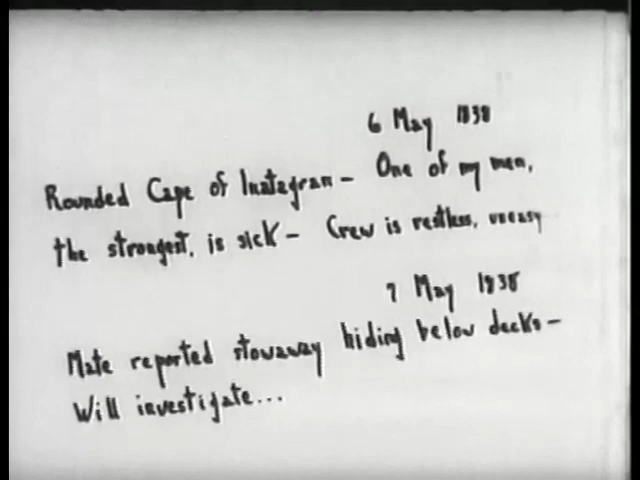 6 May 1838
Rounded Cape of Inatagran – One of my men,
the strongest, is sick – Crew is restless, uneasy
7 May 1838
Mate reported stowaway hiding below decks –
Will investigate...